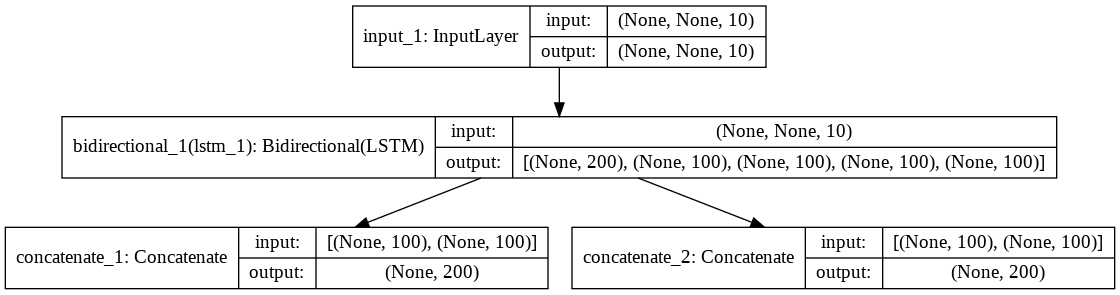 input_1: InputLayer
input:
(None, None, 10)
output:
(None, None, 10)
bidirectional_1(lstm_1): Bidirectional(LSTM)
input:
(None, None, 10)
output:
[(None, 200), (None, 100), (None, 100), (None, 100), (None, 100)]
concatenate_1: Concatenate
input:
[(None, 100), (None, 100)]
output:
(None, 200)
concatenate_2: Concatenate
input:
[(None, 100), (None, 100)]
output:
(None, 200)